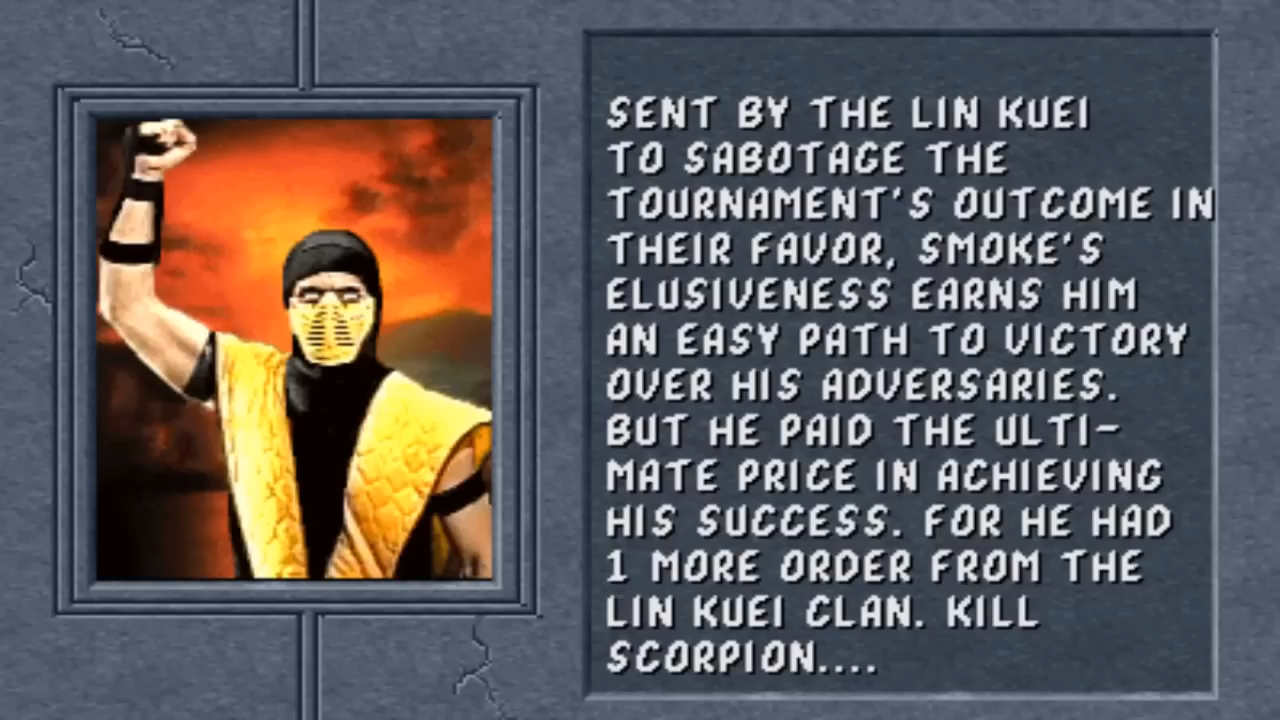 SENT BY THE LIN KUEI
TO SABOTAGE THE
TOURNAMENT'S OUTCOME IN
THEIR FAVOR, SMOKE'S
ELUSIVENESS EARNS HIM
AN EASY PATH TO VICTORY
OVER HIS ADVERSARIES.
BUT HE PAID THE ULTI-
MATE PRICE IN ACHIEVING
HIS SUCCESS. FOR HE HAD
1 MORE ORDER FROM THE
LIN KUEI CLAN. KILL
SCORPION....